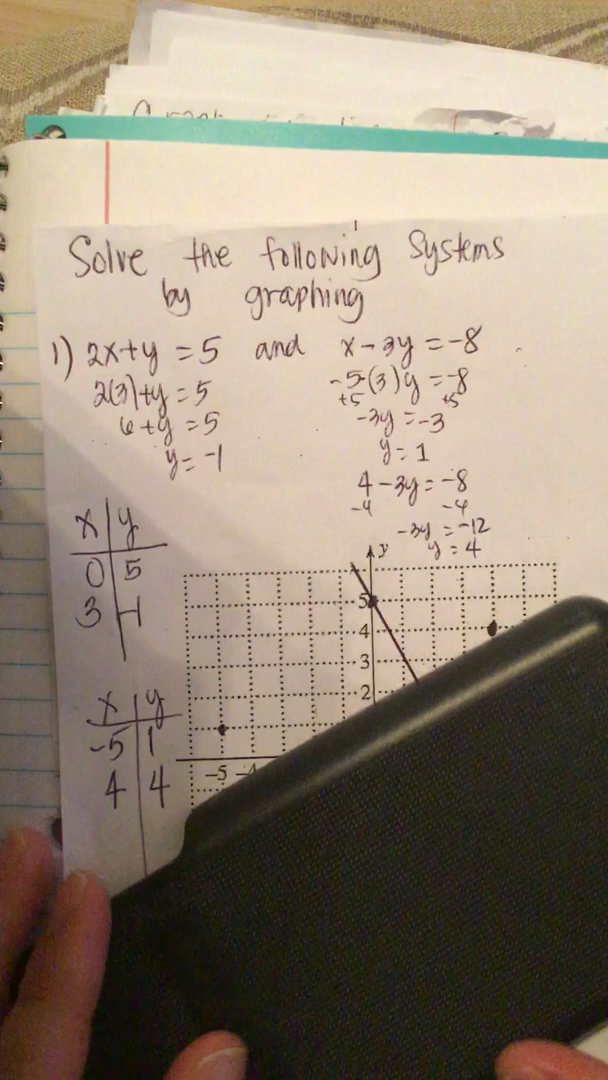 Solve the following systems
by graphing
1) 2x+y = 5 and x - 3y = -8
2(3)+y = 5
6+y = 5
y = -1
-5-(3)y = -8
+5 +5
-3y = -3
y = 1
4 - 3y = -8
-4 -4
-3y = -12
y = 4
x y
0 5
3 -1
x y
-5 1
4 4
y
5
4
3
2
-5 -4